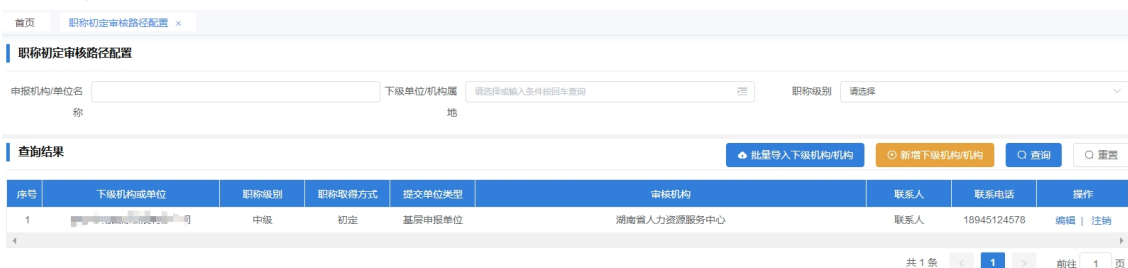 首页 职称初定审核路径配置 ×
职称初定审核路径配置
申报机构/单位名称 下级单位/机构属地 请选择或输入条件按回车查询 职称级别 请选择
查询结果 批量导入下级机构/机构 新增下级机构/机构 查询 重置
序号 下级机构或单位 职称级别 职称取得方式 提交单位类型 审核机构 联系人 联系电话 操作
1 中级 初定 基层申报单位 湖南省人力资源服务中心 联系人 18945124578 编辑 | 注销
共 1 条 < 1 > 前往 1 页